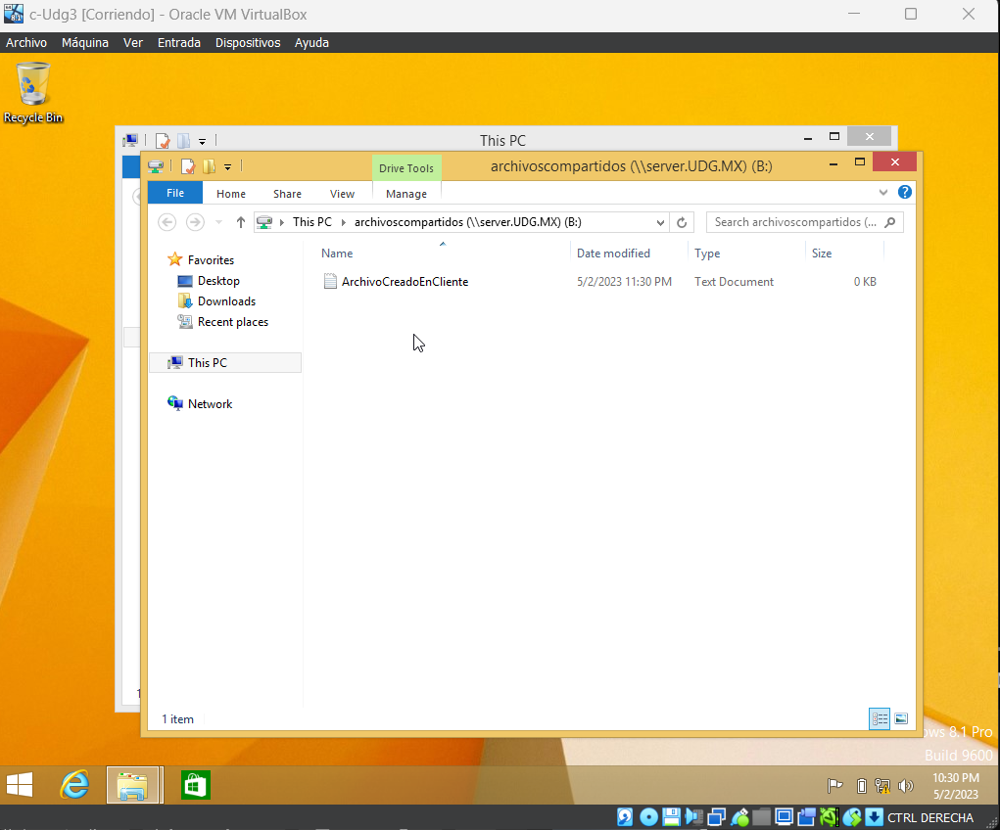 c-Udg3 [Corriendo] - Oracle VM VirtualBox
Archivo Máquina Ver Entrada Dispositivos Ayuda
Recycle Bin
This PC
Drive Tools
archivoscompartidos (\\server.UDG.MX) (B:)
File Home Share View Manage
This PC archivoscompartidos (\\server.UDG.MX) (B:)
Search archivoscompartidos (...
Name Date modified Type Size
ArchivoCreadoEnCliente 5/2/2023 11:30 PM Text Document 0 KB
Favorites
Desktop
Downloads
Recent places
This PC
Network
1 item
ows 8.1 Pro
Build 9600
10:30 PM
5/2/2023
CTRL DERECHA